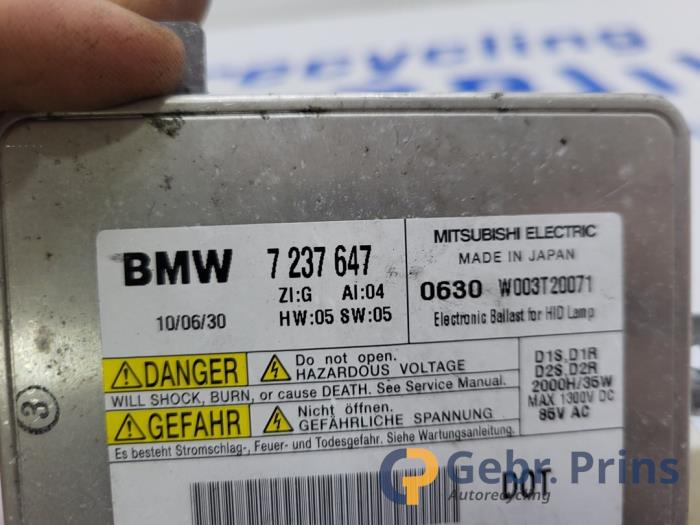 recycling
BMW 7 237 647
ZI:G AI:04
10/06/30 HW:05 SW:05
MITSUBISHI ELECTRIC
MADE IN JAPAN
0630 W003T20071
Electronic Ballast for HID Lamp
DANGER Do not open.
HAZARDOUS VOLTAGE
WILL SHOCK, BURN, or cause DEATH. See Service Manual.
GEFAHR Nicht öffnen.
GEFÄHRLICHE SPANNUNG
Es besteht Stromschlag-, Feuer- und Todesgefahr. Siehe Wartungsanleitung.
D1S,D1R
D2S,D2R
2000H/35W
MAX 1300V DC
85V AC
DOT
3
Gebr. Prins
Autorecycling